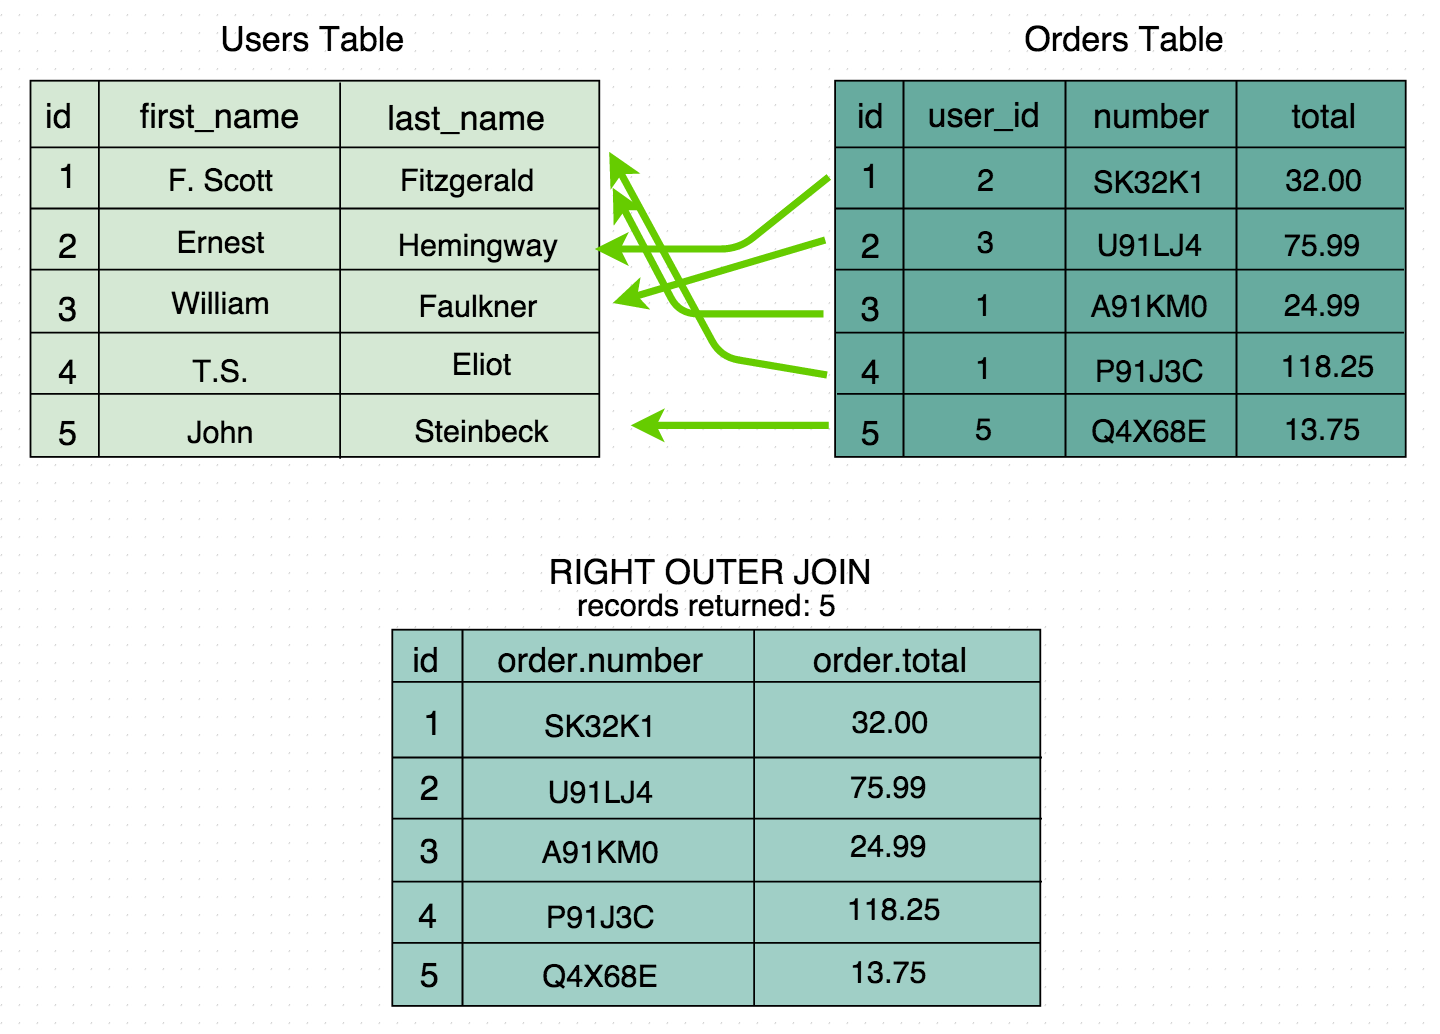 Users Table
id first_name last_name
1 F. Scott Fitzgerald
2 Ernest Hemingway
3 William Faulkner
4 T.S. Eliot
5 John Steinbeck
Orders Table
id user_id number total
1 2 SK32K1 32.00
2 3 U91LJ4 75.99
3 1 A91KM0 24.99
4 1 P91J3C 118.25
5 5 Q4X68E 13.75
RIGHT OUTER JOIN
records returned: 5
id order.number order.total
1 SK32K1 32.00
2 U91LJ4 75.99
3 A91KM0 24.99
4 P91J3C 118.25
5 Q4X68E 13.75